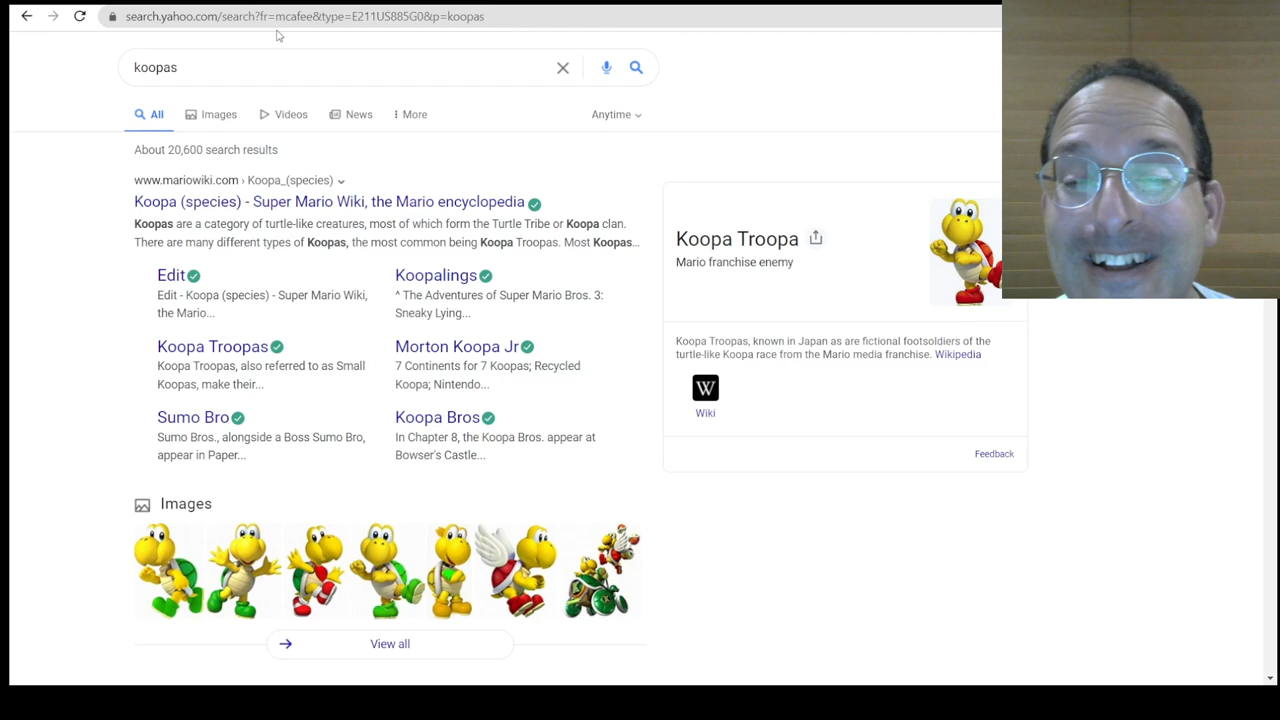 search.yahoo.com/search?fr=mcafee&type=E211US885G0&p=koopas
koopas
All Images Videos News More Anytime
About 20,600 search results
www.mariowiki.com › Koopa_(species)
Koopa (species) - Super Mario Wiki, the Mario encyclopedia
Koopas are a category of turtle-like creatures, most of which form the Turtle Tribe or Koopa clan.
There are many different types of Koopas, the most common being Koopa Troopas. Most Koopas...
Edit
Edit - Koopa (species) - Super Mario Wiki,
the Mario...
Koopalings
^ The Adventures of Super Mario Bros. 3:
Sneaky Lying...
Koopa Troopas
Koopa Troopas, also referred to as Small
Koopas, make their...
Morton Koopa Jr
7 Continents for 7 Koopas; Recycled
Koopa; Nintendo...
Sumo Bro
Sumo Bros., alongside a Boss Sumo Bro,
appear in Paper...
Koopa Bros
In Chapter 8, the Koopa Bros. appear at
Bowser's Castle...
Images
View all
Koopa Troopa
Mario franchise enemy
Koopa Troopas, known in Japan as are fictional footsoldiers of the
turtle-like Koopa race from the Mario media franchise. Wikipedia
W
Wiki
Feedback